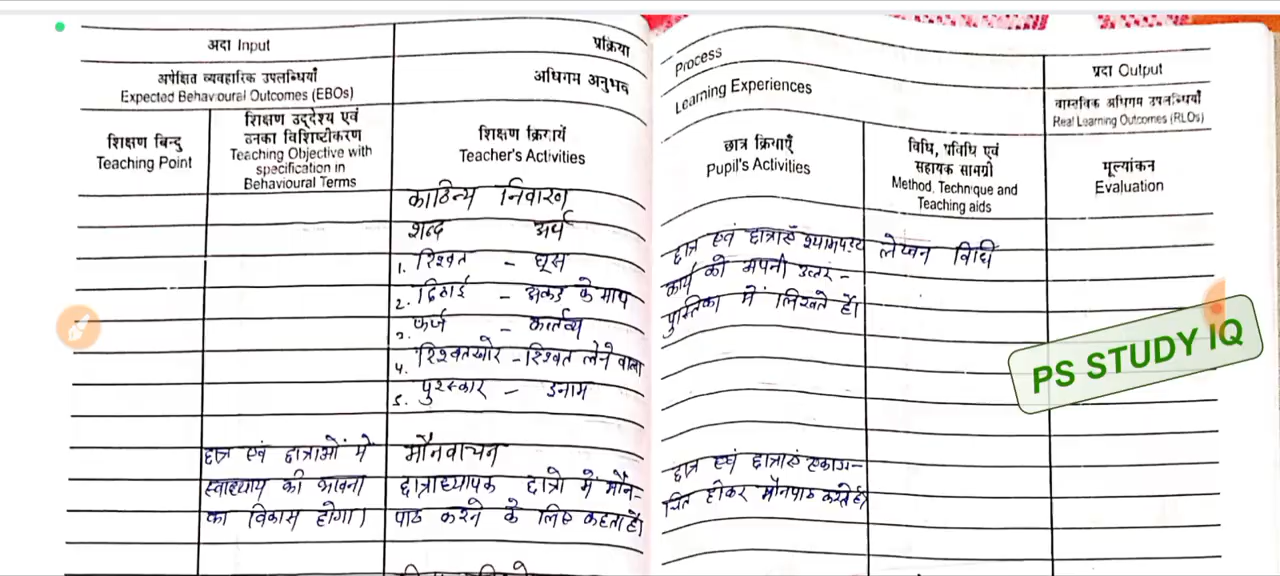 अदा Input
प्रक्रिया
Process
प्रदा Output
अपेक्षित व्यवहारिक उपलब्धियाँ
Expected Behavioural Outcomes (EBOs)
अधिगम अनुभव
Learning Experiences
वास्तविक अधिगम उपलब्धियाँ
Real Learning Outcomes (RLOs)
शिक्षण बिन्दु
Teaching Point
शिक्षण उद्देश्य एवं
उनका विशिष्टीकरण
Teaching Objective with
specification in
Behavioural Terms
शिक्षण क्रियायें
Teacher's Activities
छात्र क्रियाएँ
Pupil's Activities
विधि, प्रविधि एवं
सहायक सामग्री
Method, Technique and
Teaching aids
मूल्यांकन
Evaluation
काठिन्य निवारण
शब्द अर्थ
1. रिश्वत - घूस
2. ढिठाई - अकड़ के साथ
3. फर्ज - कर्तव्य
4. रिश्वतखोर - रिश्वत लेने वाला
5. पुरस्कार - इनाम
छात्र एवं छात्राएं श्यामपट्ट
कार्य को अपनी उत्तर-
पुस्तिका में लिखते हैं।
लेखन विधि
छात्र एवं छात्राओं में
स्वाध्याय की भावना
का विकास होगा।
मौनवाचन
छात्राध्यापक छात्रो में मौन-
पाठ करने के लिए कहता है।
छात्र एवं छात्राएं एकाग्र-
चित होकर मौनपाठ करते हैं।
PS STUDY IQ